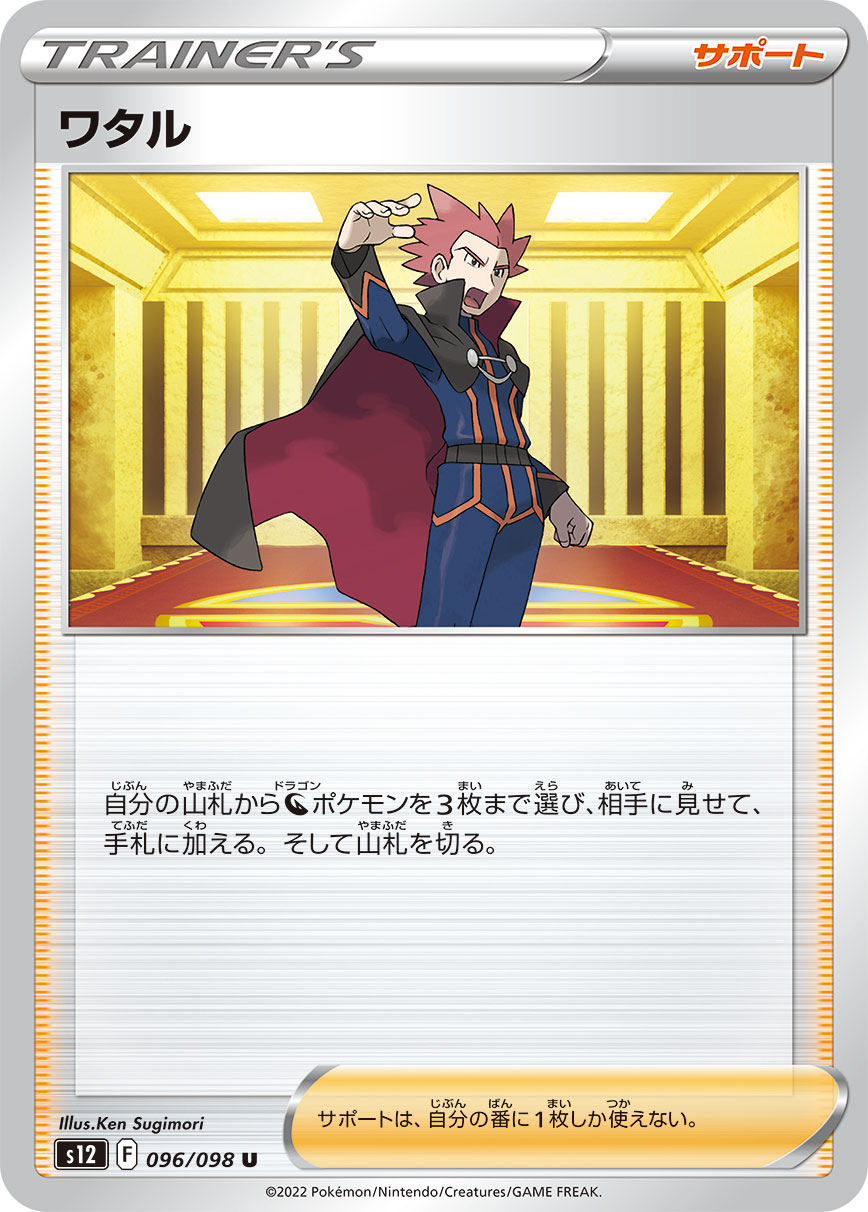 TRAINER'S サポート
ワタル
じぶん やまふだ ドラゴン まい えら あいて み
自分の山札からポケモンを3枚まで選び、相手に見せて、
てふだ くわ やまふだ き
手札に加える。そして山札を切る。
じぶん ばん まい つか
サポートは、自分の番に1枚しか使えない。
Illus.Ken Sugimori
s12 F 096/098 U
©2022 Pokémon/Nintendo/Creatures/GAME FREAK.